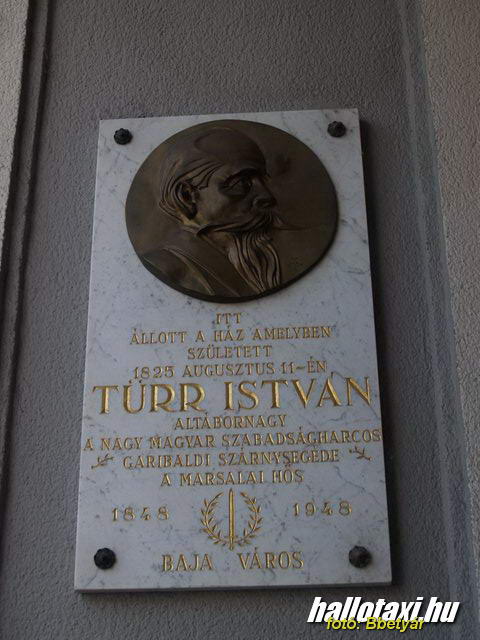 ITT
ÁLLOTT A HÁZ AMELYBEN
SZÜLETETT
1825 AUGUSZTUS 11-ÉN
TÜRR ISTVÁN
ALTÁBORNAGY
A NAGY MAGYAR SZABADSÁGHARCOS
GARIBALDI SZÁRNYSEGÉDE
A MARSALAI HŐS
1848 1948
BAJA VÁROS
hallotaxi.hu
fotó: Bbetyár